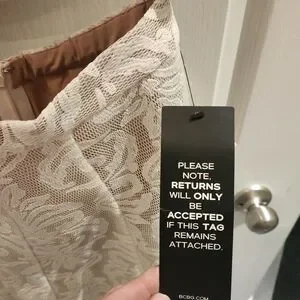 PLEASE
NOTE,
RETURNS
WILL ONLY
BE
ACCEPTED
IF THIS TAG
REMAINS
ATTACHED.
BCBG.COM